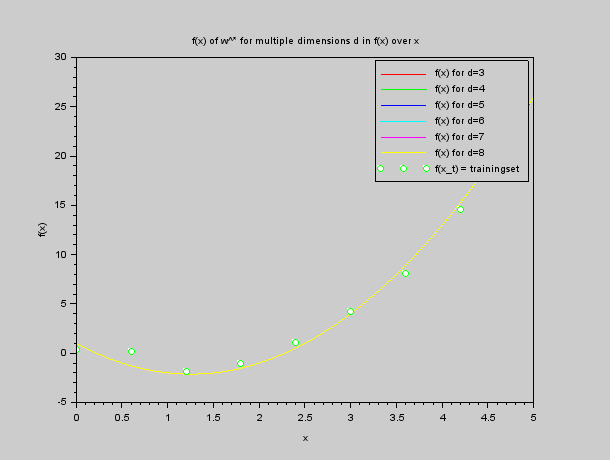 f(x) of w^* for multiple dimensions d in f(x) over x
30
25
20
15
10
5
0
-5
f(x)
f(x) for d=3
f(x) for d=4
f(x) for d=5
f(x) for d=6
f(x) for d=7
f(x) for d=8
f(x_t) = trainingset
0 0.5 1 1.5 2 2.5 3 3.5 4 4.5 5
x